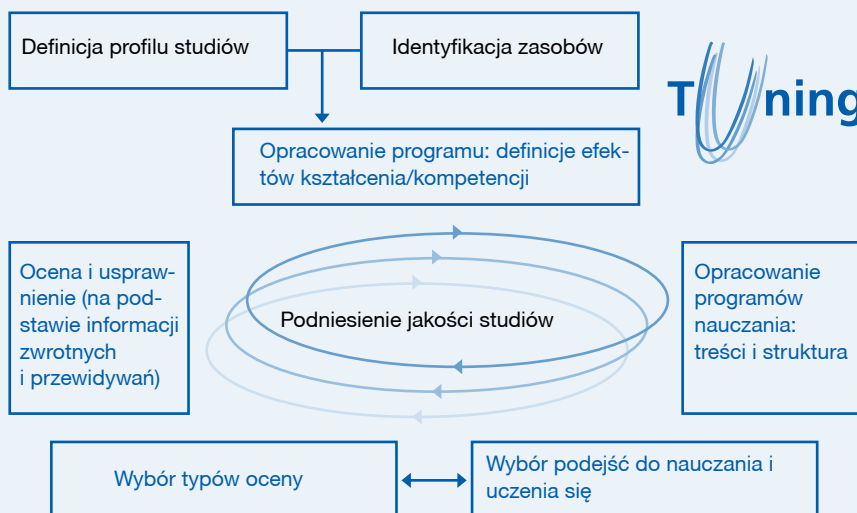 Definicja profilu studiów
Identyfikacja zasobów
Tuning
Opracowanie programu: definicje efek-
tów kształcenia/kompetencji
Ocena i uspraw-
nienie (na pod-
stawie informacji
zwrotnych
i przewidywań)
Podniesienie jakości studiów
Opracowanie
programów
nauczania:
treści i struktura
Wybór typów oceny
Wybór podejść do nauczania i
uczenia się